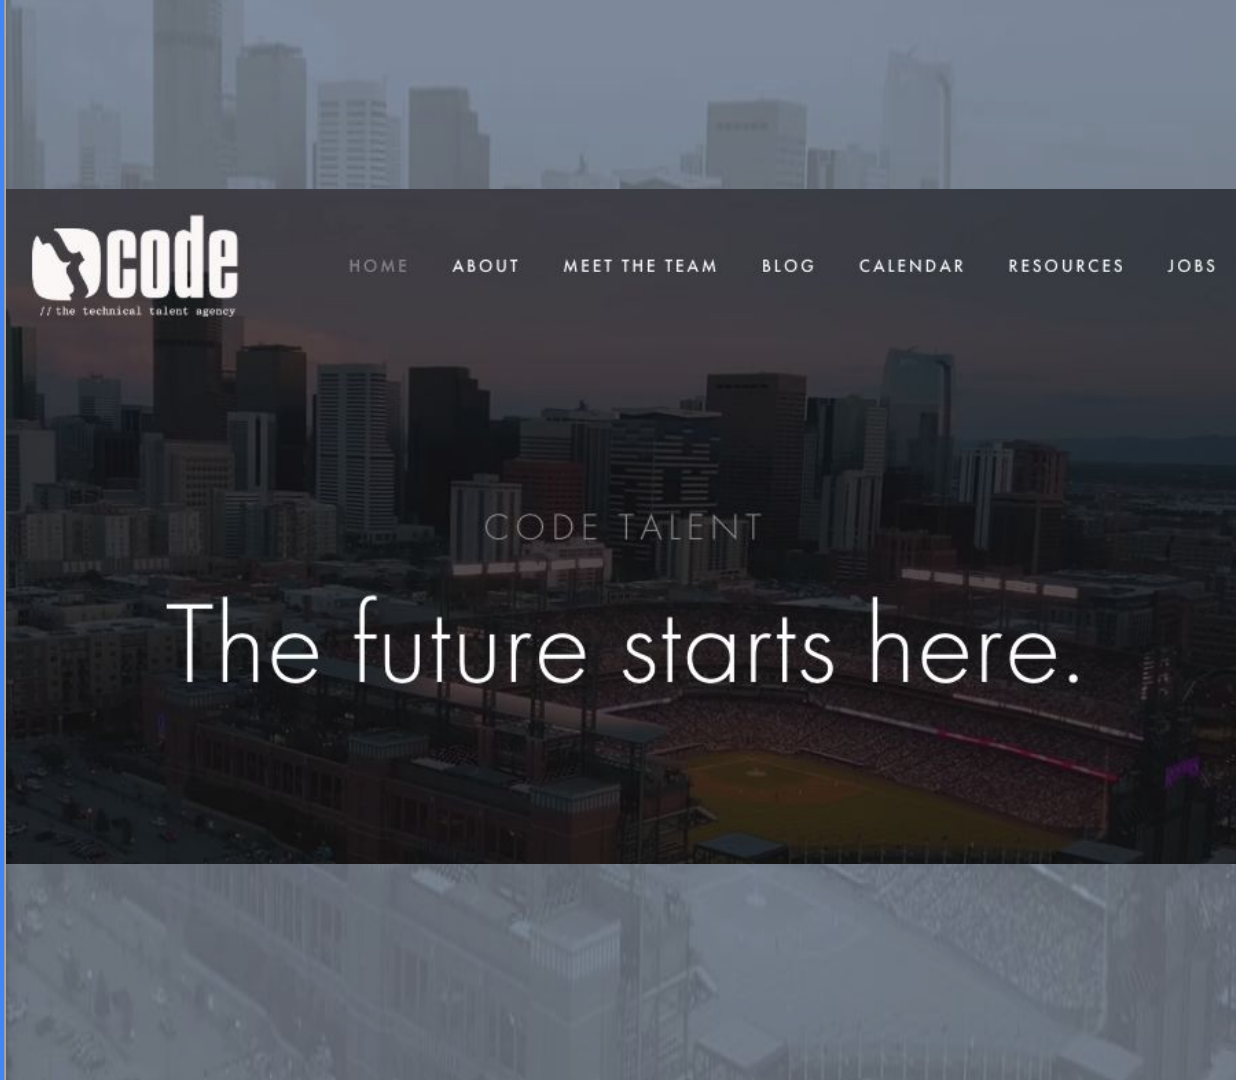 code
// the technical talent agency
HOME ABOUT MEET THE TEAM BLOG CALENDAR RESOURCES JOBS
CODE TALENT
The future starts here.